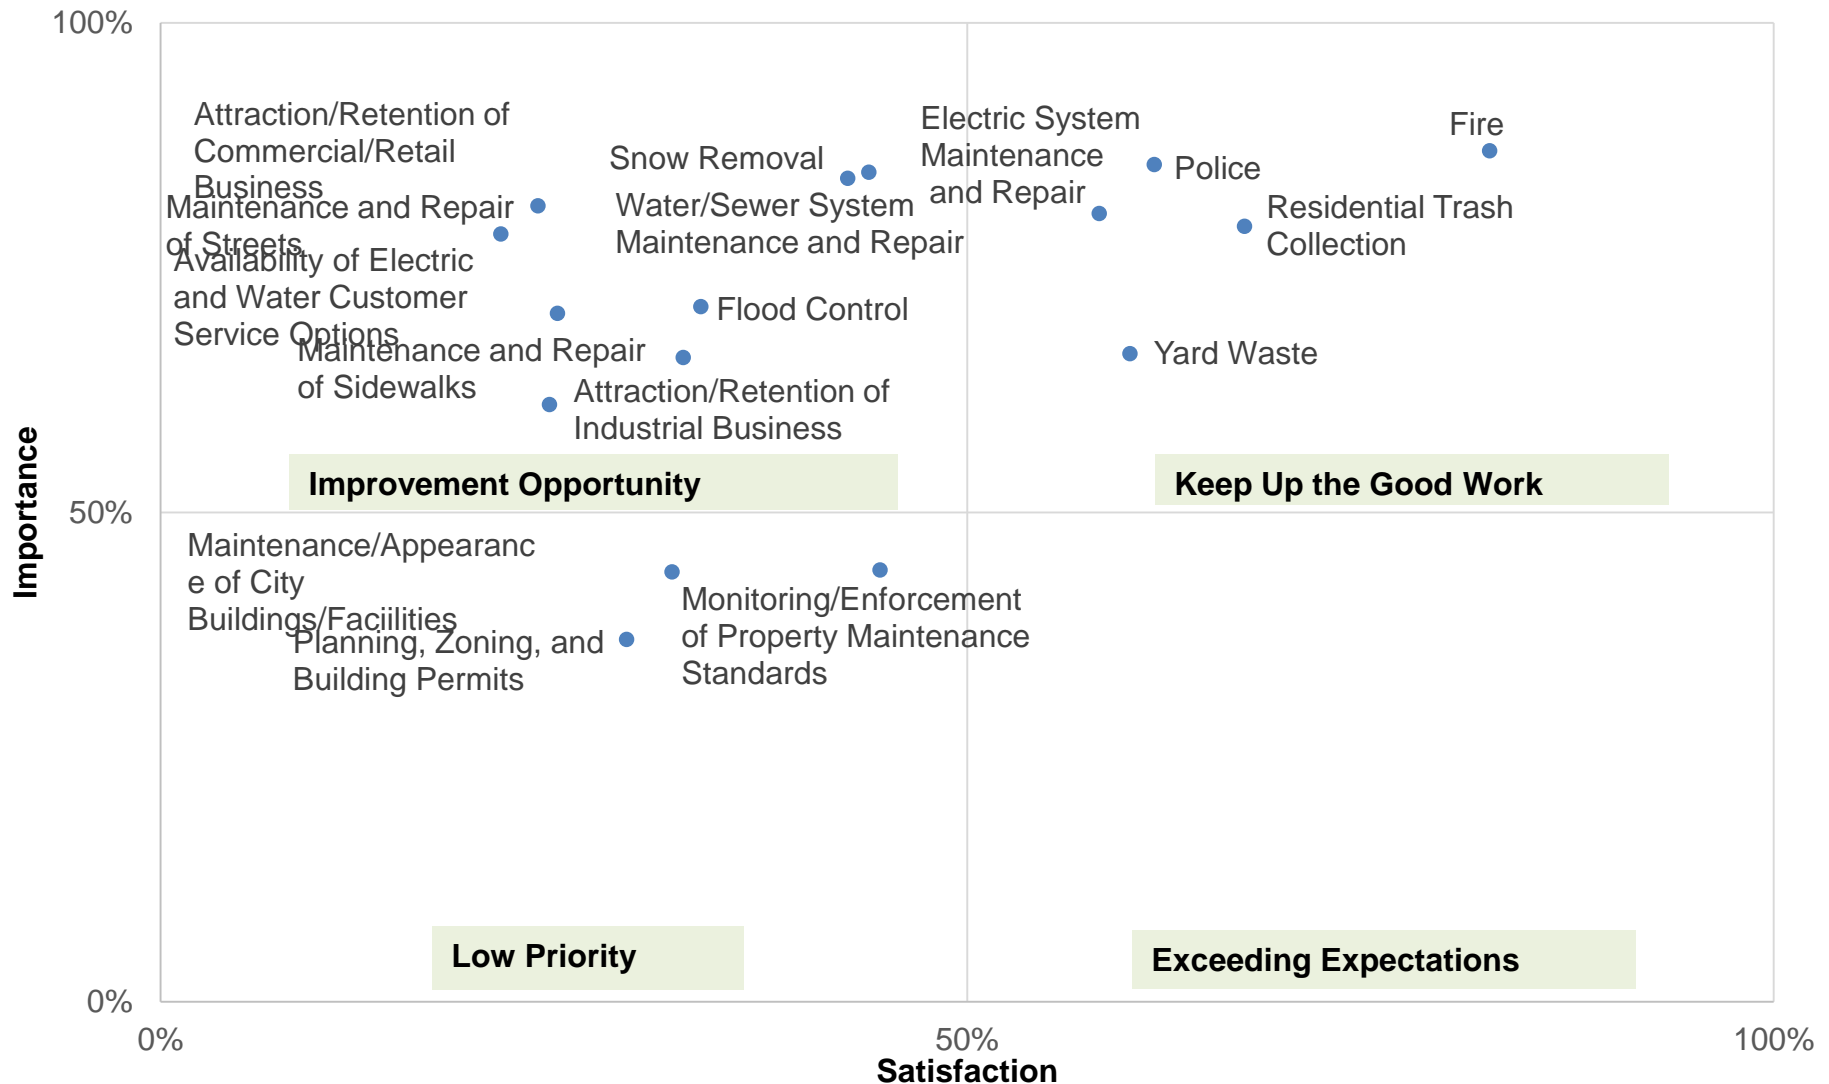 100%
Attraction/Retention of
Commercial/Retail
Business
Maintenance and Repair
of Streets
Availability of Electric
and Water Customer
Service Options
Maintenance and Repair
of Sidewalks
Snow Removal
Water/Sewer System
Maintenance and Repair
Flood Control
Attraction/Retention of
Industrial Business
Electric System
Maintenance
and Repair
Police
Fire
Residential Trash
Collection
Yard Waste
Improvement Opportunity
Keep Up the Good Work
Importance
50%
Maintenance/Appearanc
e of City
Buildings/Faciilities
Planning, Zoning, and
Building Permits
Monitoring/Enforcement
of Property Maintenance
Standards
Low Priority
Exceeding Expectations
0%
0%
50%
100%
Satisfaction